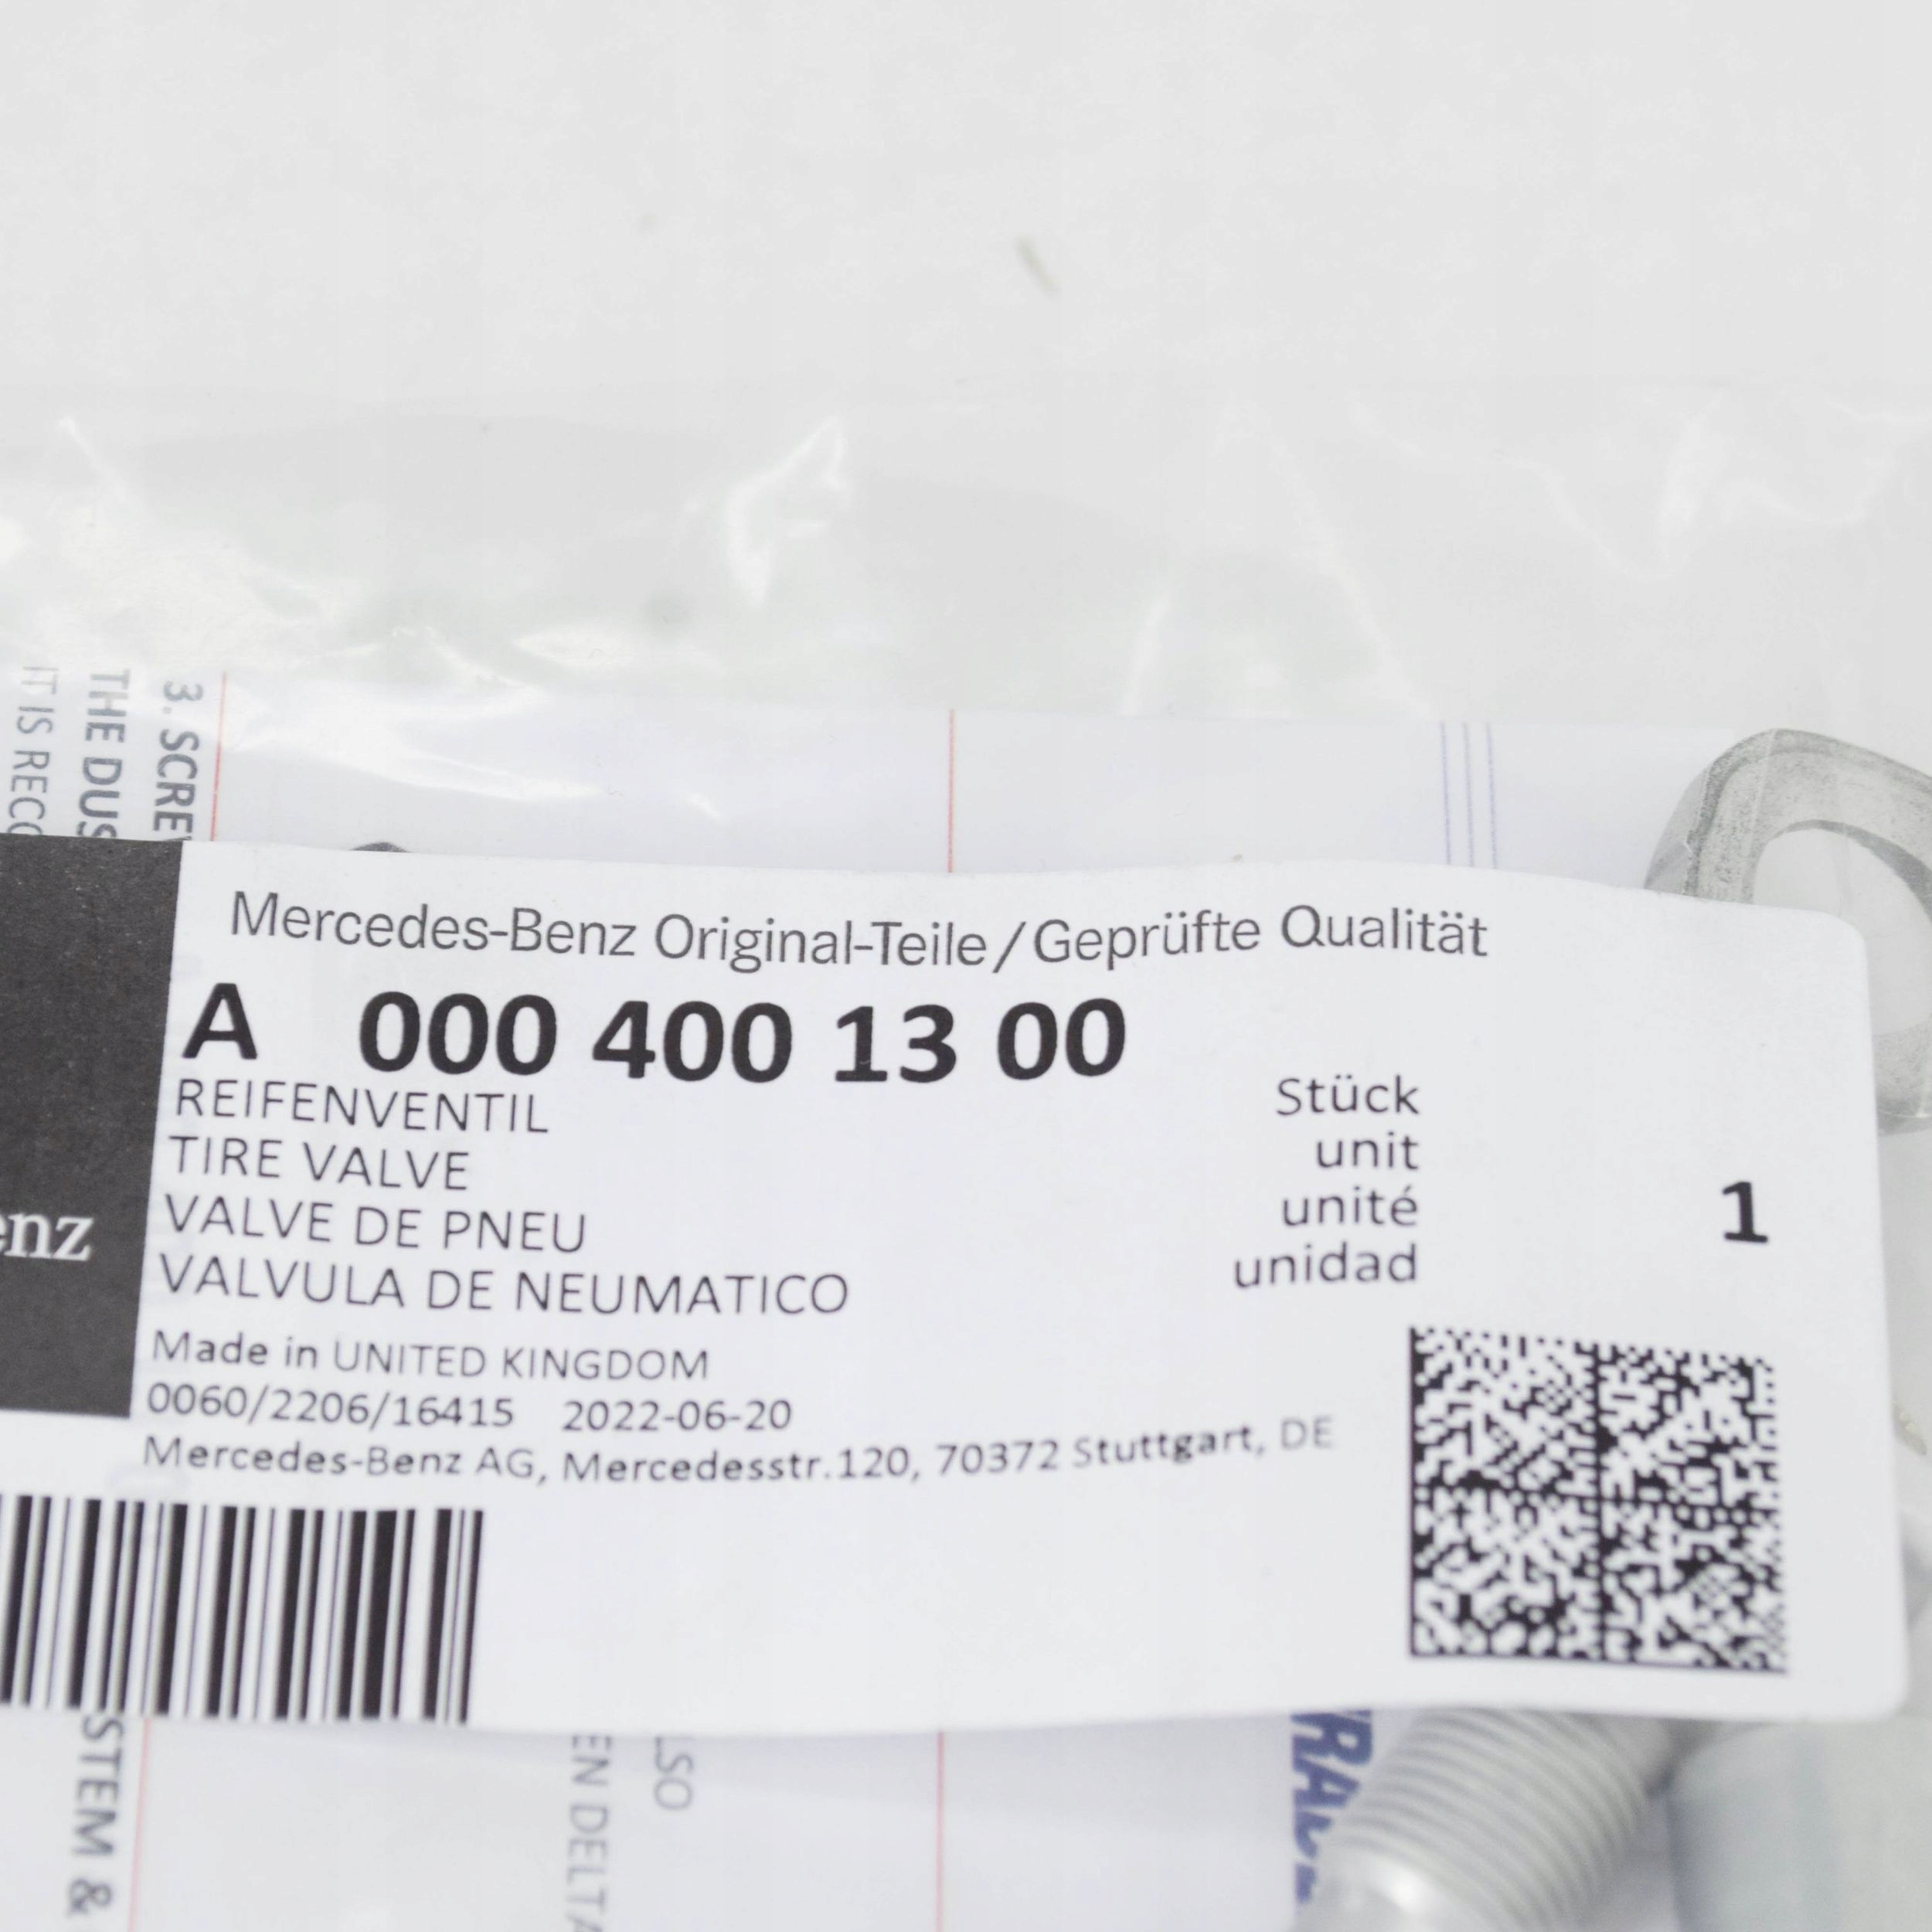 3. SCRE
THE DUS
IT IS REC
Mercedes-Benz Original-Teile/Geprüfte Qualität
A 000 400 13 00
REIFENVENTIL
TIRE VALVE
VALVE DE PNEU
VALVULA DE NEUMATICO
Stück
unit
unité
unidad
1
enz
Made in UNITED KINGDOM
0060/2206/16415 2022-06-20
Mercedes-Benz AG, Mercedesstr.120, 70372 Stuttgart, DE
STEM &
EN DELTA
LSO